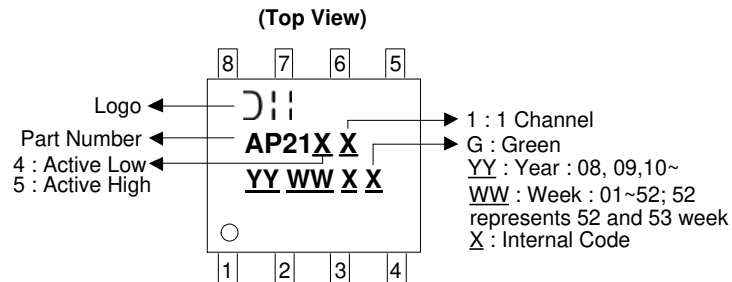 (Top View)
8 7 6 5
Logo
Part Number
4 : Active Low
5 : Active High
AP21X X
YY WW X X
1 : 1 Channel
G : Green
YY : Year : 08, 09,10~
WW : Week : 01~52; 52
represents 52 and 53 week
X : Internal Code
1 2 3 4